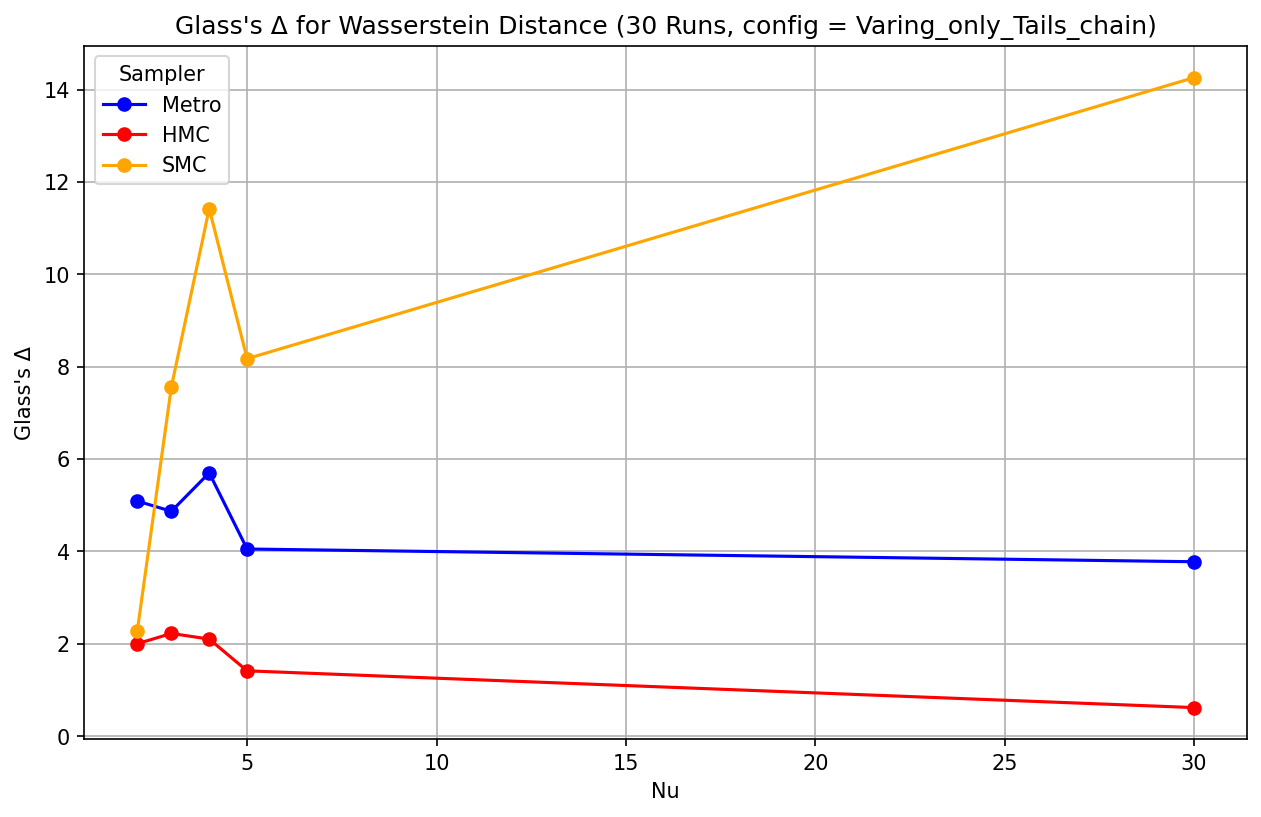 Glass's Δ for Wasserstein Distance (30 Runs, config = Varing_only_Tails_chain)
Sampler
Metro
HMC
SMC
14
12
10
8
6
4
2
0
Glass's Δ
5
10
15
20
25
30
Nu